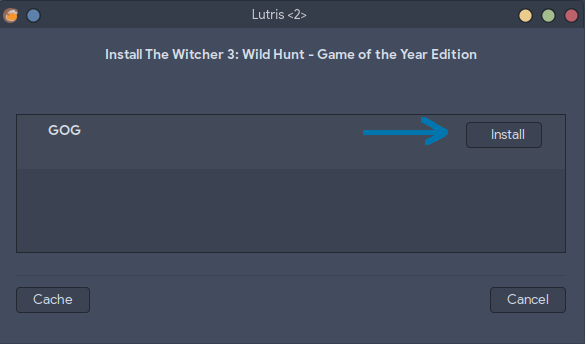 Lutris <2>
Install The Witcher 3: Wild Hunt - Game of the Year Edition
GOG
Install
Cache
Cancel